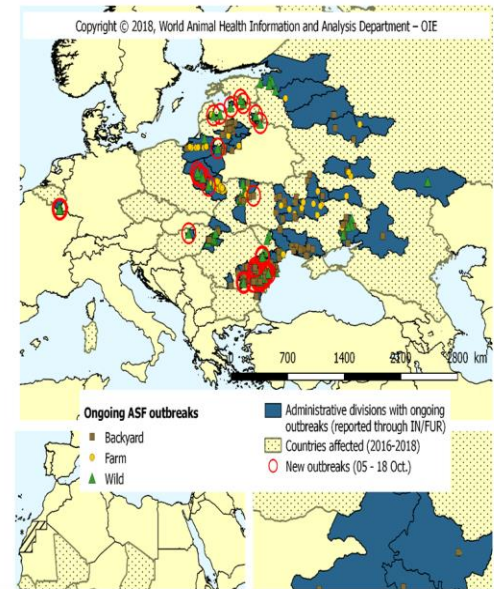 Copyright © 2018, World Animal Health Information and Analysis Department – OIE
0 700 1400 2100 2800 km
Ongoing ASF outbreaks
Backyard
Farm
Wild
Administrative divisions with ongoing
outbreaks (reported through IN/FUR)
Countries affected (2016-2018)
New outbreaks (05 - 18 Oct.)